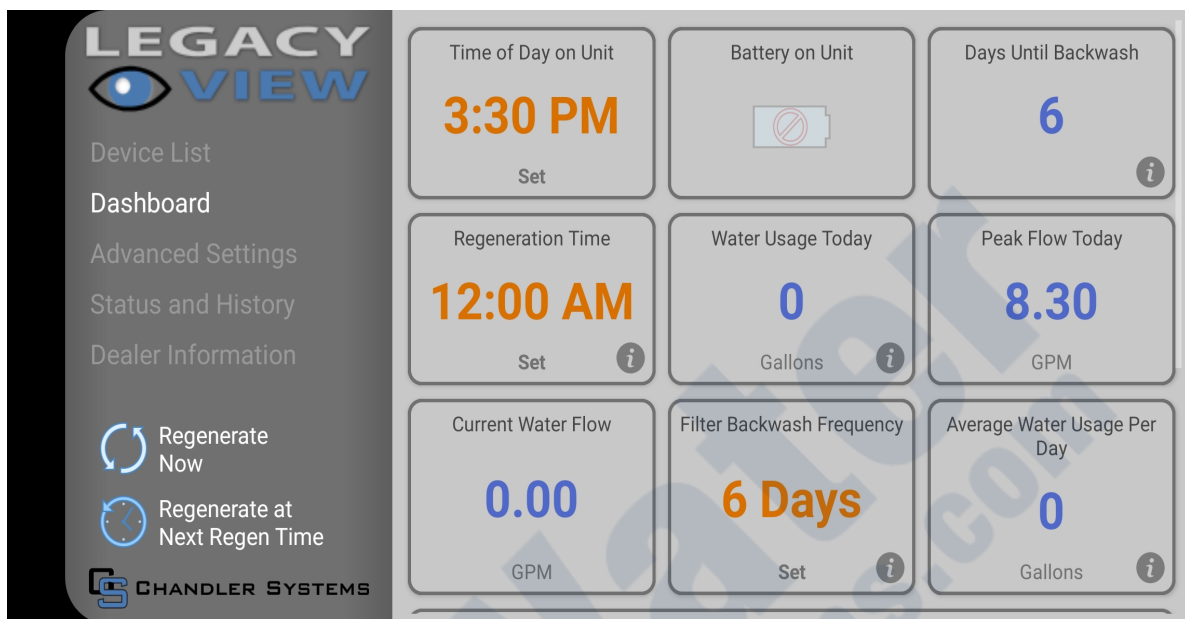 LEGACY
VIEW
Device List
Dashboard
Advanced Settings
Status and History
Dealer Information
Regenerate
Now
Regenerate at
Next Regen Time
CHANDLER SYSTEMS
Time of Day on Unit
3:30 PM
Set
Battery on Unit
Days Until Backwash
6
Regeneration Time
12:00 AM
Set
Water Usage Today
0
Gallons
Peak Flow Today
8.30
GPM
Current Water Flow
0.00
GPM
Filter Backwash Frequency
6 Days
Set
Average Water Usage Per
Day
0
Gallons
Water
s.com